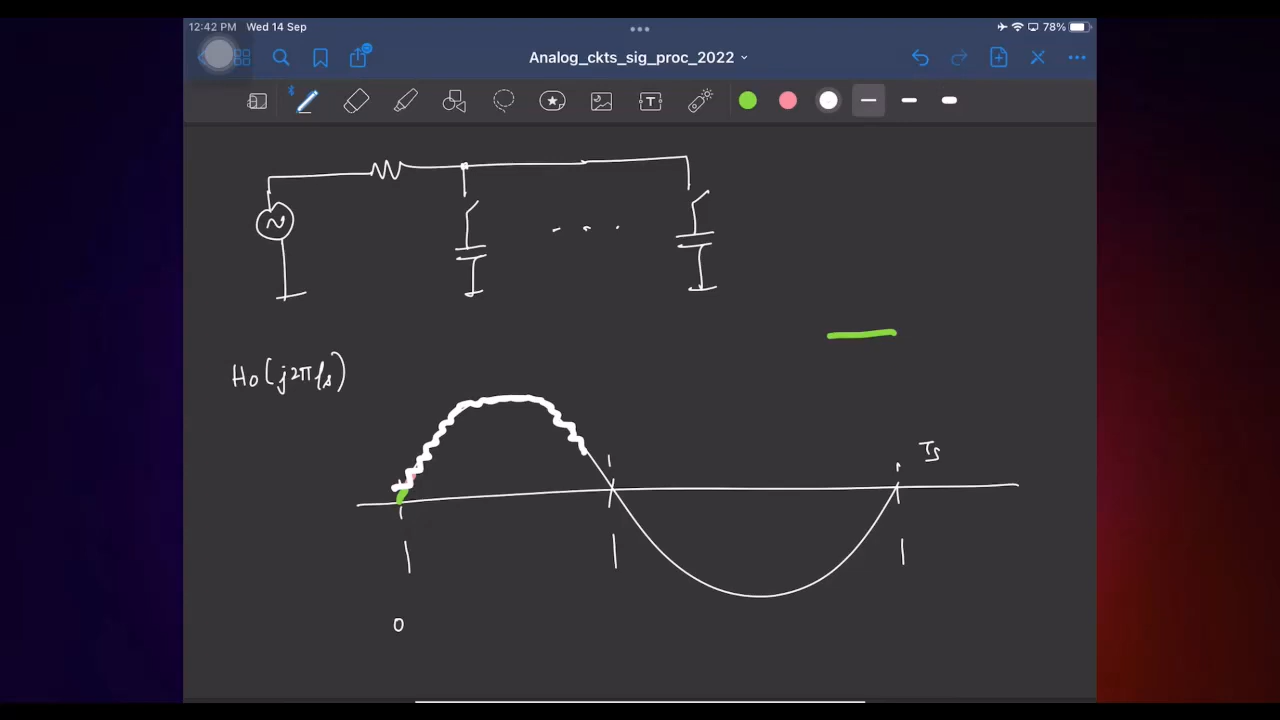 12:42 PM Wed 14 Sep
78%
Analog_ckts_sig_proc_2022
T
H0(j2πfs)
Ts
0